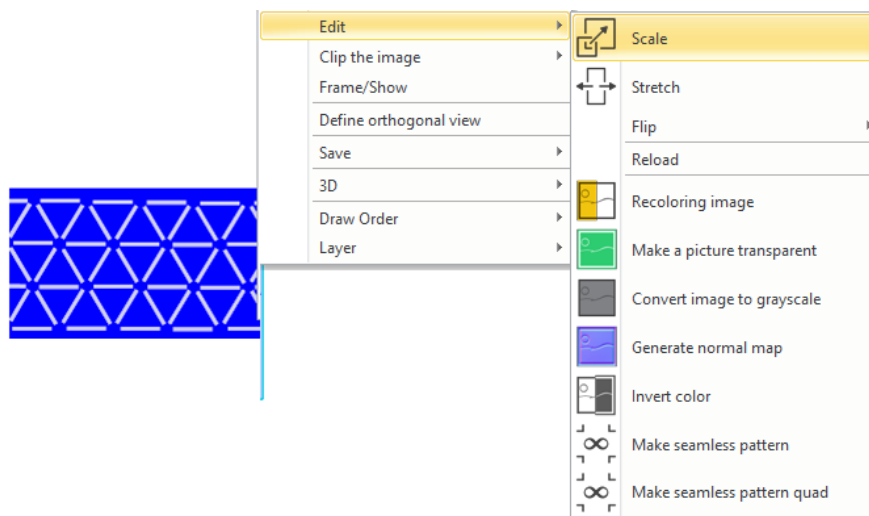 Edit
Clip the image
Frame/Show
Define orthogonal view
Save
3D
Draw Order
Layer
Scale
Stretch
Flip
Reload
Recoloring image
Make a picture transparent
Convert image to grayscale
Generate normal map
Invert color
Make seamless pattern
Make seamless pattern quad